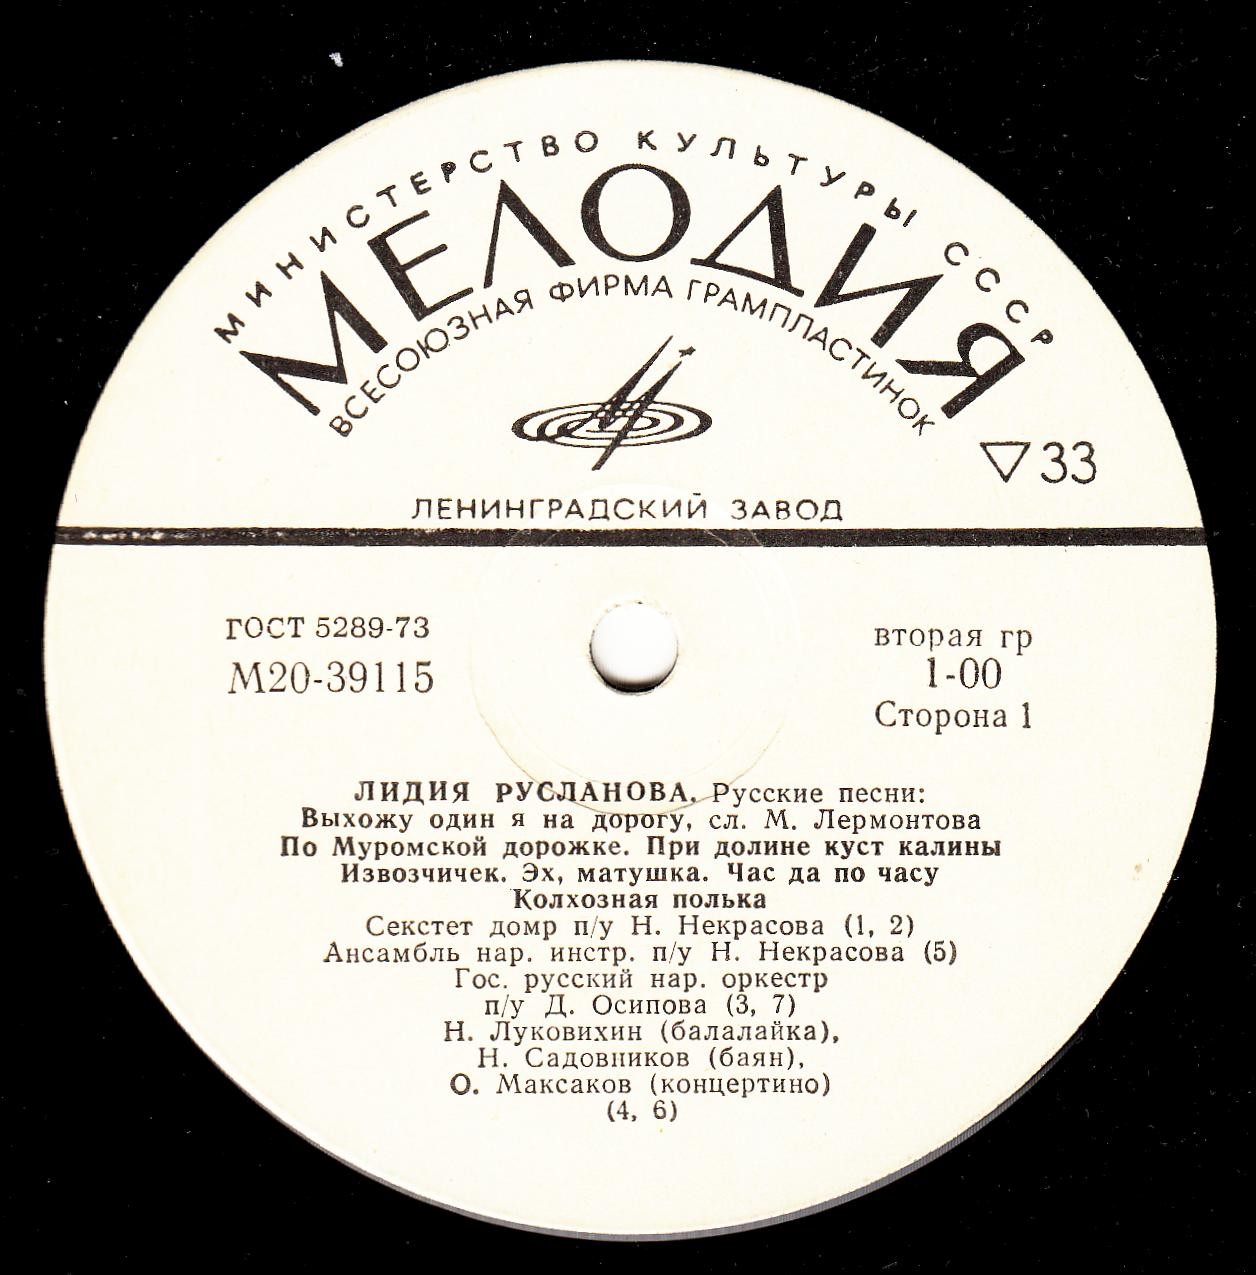 МИНИСТЕРСТВО КУЛЬТУРЫ СССР
МЕЛОДИЯ
ВСЕСОЮЗНАЯ ФИРМА ГРАМПЛАСТИНОК
33
ЛЕНИНГРАДСКИЙ ЗАВОД
ГОСТ 5289-73
М20-39115
вторая гр
1-00
Сторона 1
ЛИДИЯ РУСЛАНОВА. Русские песни:
Выхожу один я на дорогу, сл. М. Лермонтова
По Муромской дорожке. При долине куст калины
Извозчичек. Эх, матушка. Час да по часу
Колхозная полька
Секстет домр п/у Н. Некрасова (1, 2)
Ансамбль нар. инстр. п/у Н. Некрасова (5)
Гос. русский нар. оркестр
п/у Д. Осипова (3, 7)
Н. Луковихин (балалайка),
Н. Садовников (баян),
О. Максаков (концертино)
(4, 6)